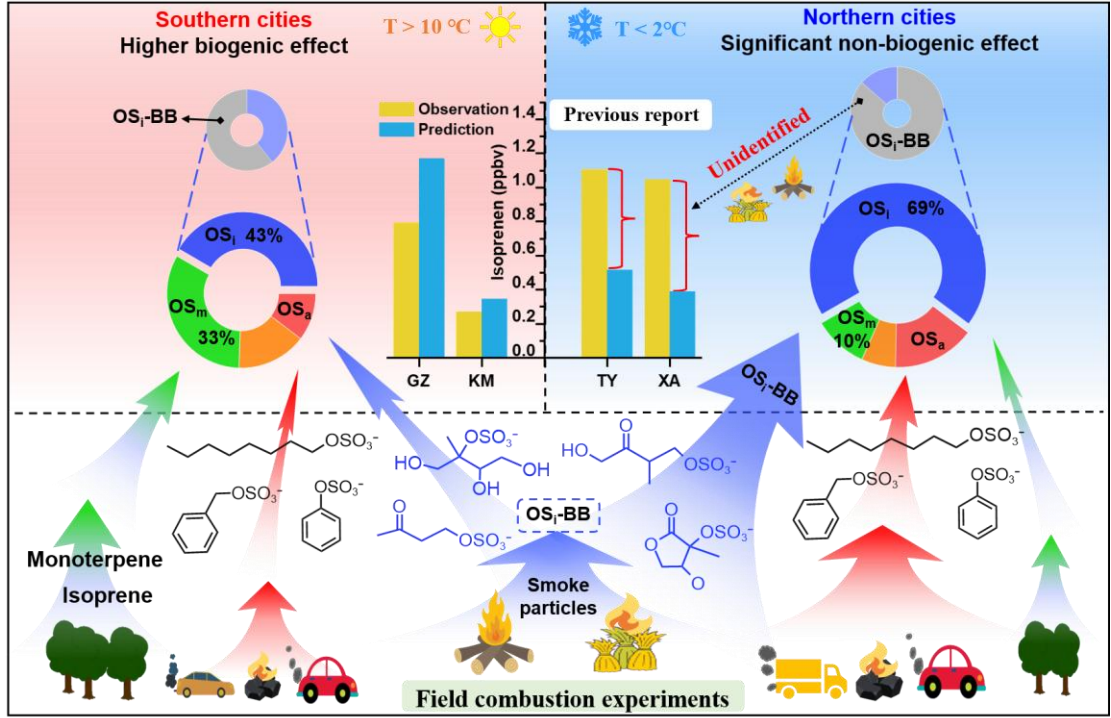 Southern cities
Higher biogenic effect
T > 10 °C
T < 2°C
Northern cities
Significant non-biogenic effect
OSi-BB
Observation
Prediction
Previous report
Unidentified
OSi-BB
Isoprenen (ppbv)
1.4
1.2
1.0
0.8
0.6
0.4
0.2
0.0
GZ
KM
TY
XA
OSi 43%
OSm
33%
OSa
OSi 69%
OSm
10%
OSa
OSi-BB
OSO3-
OSO3-
OSO3-
OSO3-
HO
OH
OH
O
OSO3-
O
HO
OSO3-
OSi-BB
O
O
OSO3-
O
OSO3-
OSO3-
OSO3-
Monoterpene
Isoprene
Smoke
particles
Field combustion experiments